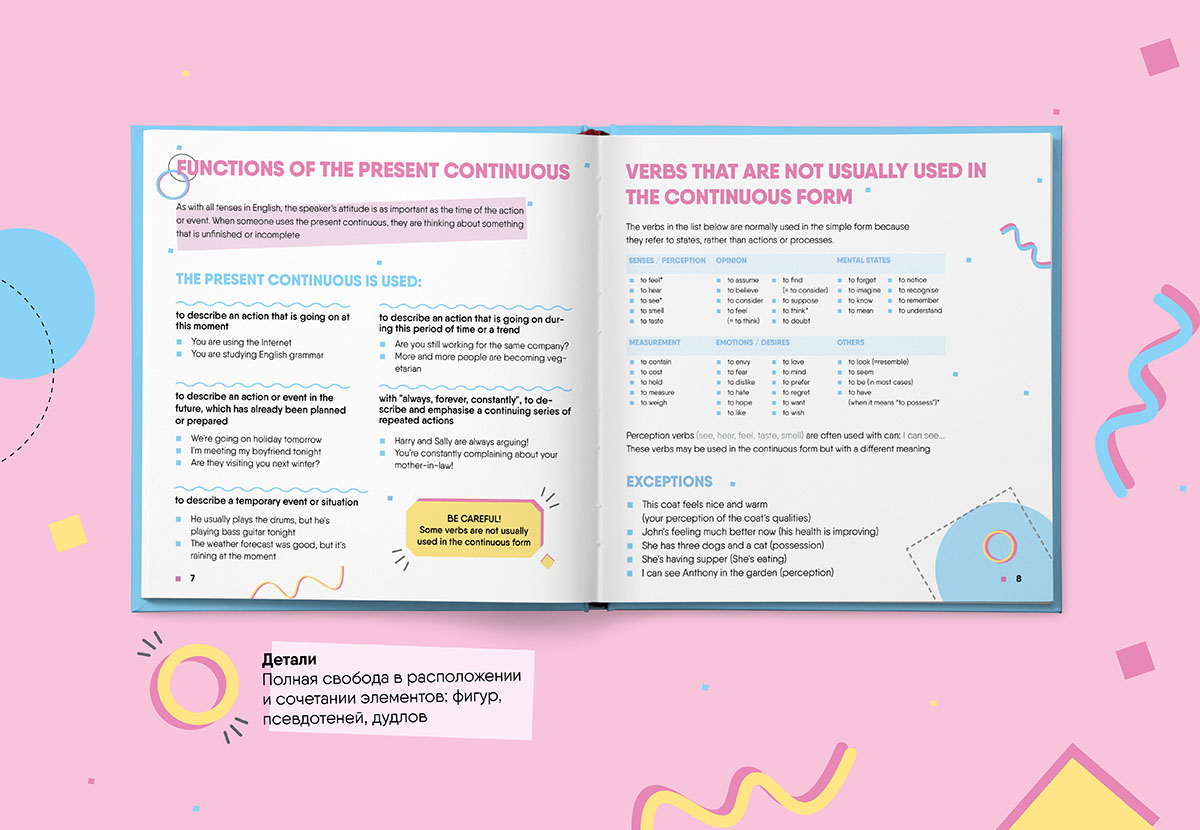 FUNCTIONS OF THE PRESENT CONTINUOUS
As with all tenses in English, the speaker's attitude is as important as the time of the action
or event. When someone uses the present continuous, they are thinking about something
that is unfinished or incomplete
THE PRESENT CONTINUOUS IS USED:
to describe an action that is going on at
this moment
You are using the Internet
You are studying English grammar
to describe an action or event in the
future, which has already been planned
or prepared
We're going on holiday tomorrow
I'm meeting my boyfriend tonight
Are they visiting you next winter?
to describe a temporary event or situation
He usually plays the drums, but he's
playing bass guitar tonight
The weather forecast was good, but it's
raining at the moment
to describe an action that is going on dur-
ing this period of time or a trend
Are you still working for the same company?
More and more people are becoming veg-
etarian
with "always, forever, constantly", to de-
scribe and emphasise a continuing series of
repeated actions
Harry and Sally are always arguing!
You're constantly complaining about your
mother-in-law!
BE CAREFUL!
Some verbs are not usually
used in the continuous form
7
VERBS THAT ARE NOT USUALLY USED IN
THE CONTINUOUS FORM
The verbs in the list below are normally used in the simple form because
they refer to states, rather than actions or processes.
SENSES / PERCEPTION OPINION MENTAL STATES
to feel* to assume to find to forget to notice
to hear to believe (= to consider) to imagine to recognise
to see* to consider to suppose to know to remember
to smell to feel to think* to mean to understand
to taste (= to think) to doubt
MEASUREMENT EMOTIONS / DESIRES OTHERS
to contain to envy to love to look (=resemble)
to cost to fear to mind to seem
to hold to dislike to prefer to be (in most cases)
to measure to hate to regret to have
to weigh to hope to want (when it means "to possess")*
to like to wish
Perception verbs (see, hear, feel, taste, smell) are often used with can: I can see...
These verbs may be used in the continuous form but with a different meaning
EXCEPTIONS
This coat feels nice and warm
(your perception of the coat's qualities)
John's feeling much better now (his health is improving)
She has three dogs and a cat (possession)
She's having supper (She's eating)
I can see Anthony in the garden (perception)
8
Детали
Полная свобода в расположении
и сочетании элементов: фигур,
псевдотеней, дудлов